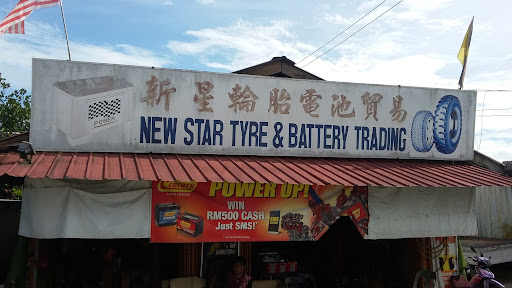 新星輪胎電池貿易
NEW STAR TYRE & BATTERY TRADING
POWER UP!
WIN
RM500 CASH
Just SMS!*